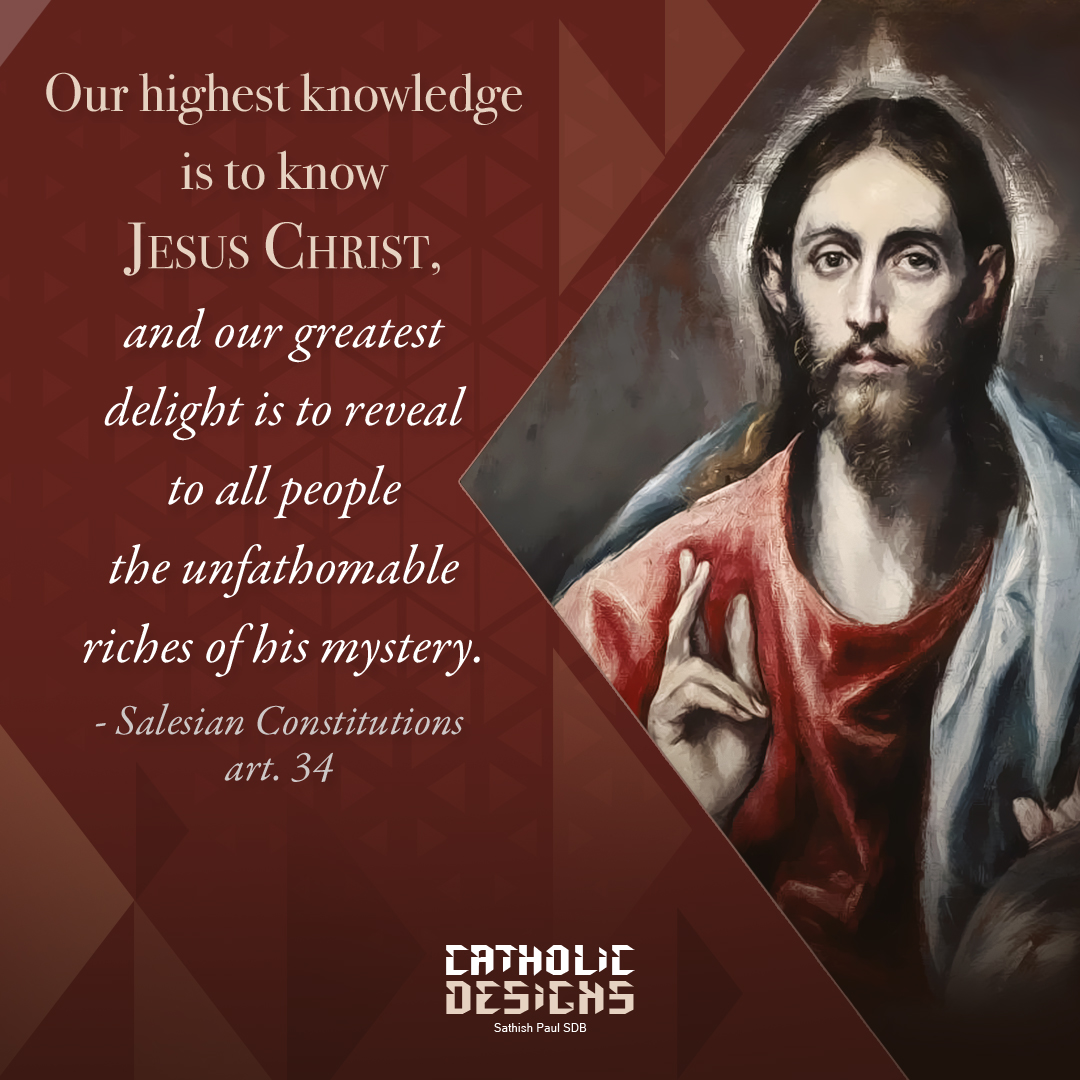 Our highest knowledge
is to know
JESUS CHRIST,
and our greatest
delight is to reveal
to all people
the unfathomable
riches of his mystery.
- Salesian Constitutions
art. 34
CATHOLIC
DESIGNS
Sathish Paul SDB